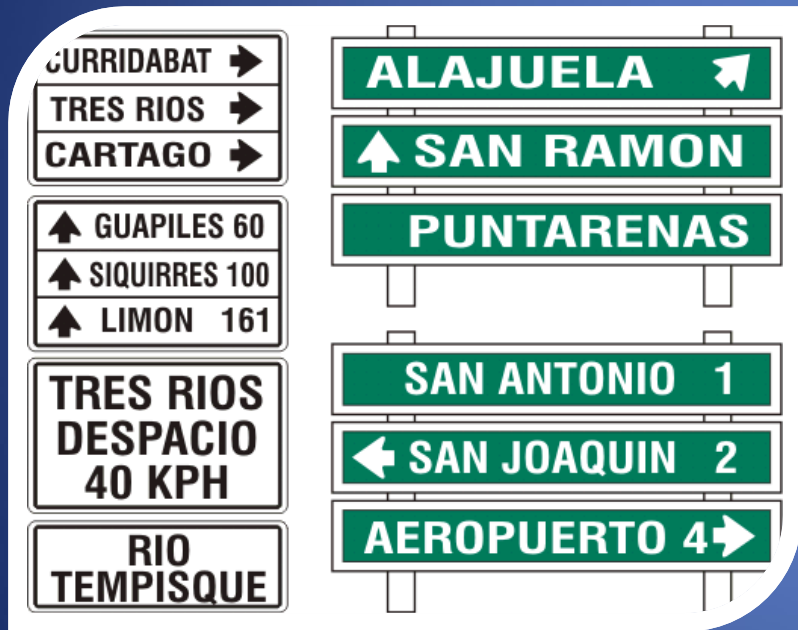 CURRIDABAT
TRES RIOS
CARTAGO
GUAPILES 60
SIQUIRRES 100
LIMON 161
TRES RIOS
DESPACIO
40 KPH
RIO
TEMPISQUE
ALAJUELA
SAN RAMON
PUNTARENAS
SAN ANTONIO 1
SAN JOAQUIN 2
AEROPUERTO 4